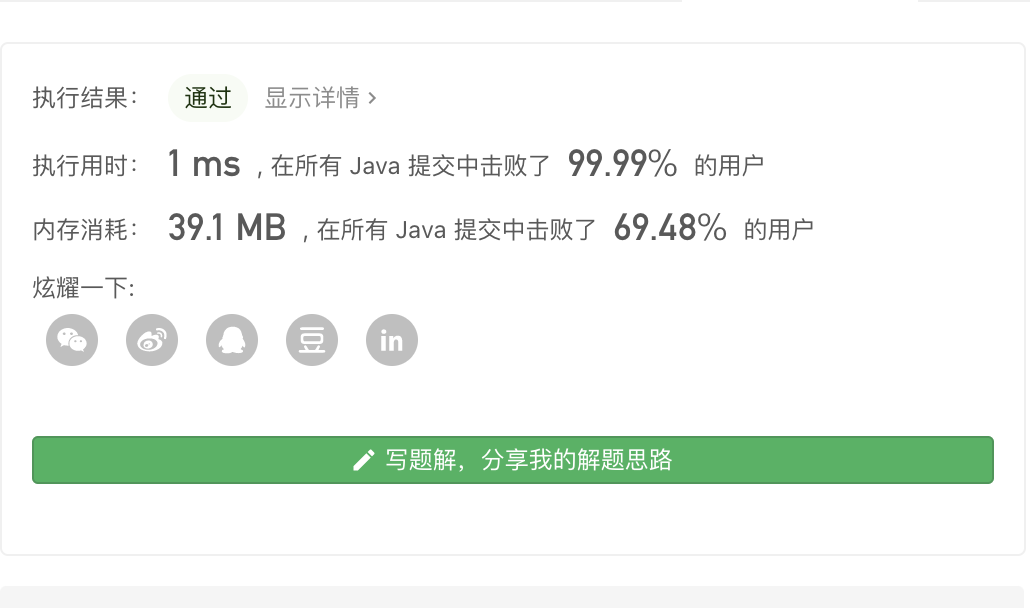 执行结果： 通过 显示详情 >
执行用时： 1 ms , 在所有 Java 提交中击败了 99.99% 的用户
内存消耗： 39.1 MB , 在所有 Java 提交中击败了 69.48% 的用户
炫耀一下:
豆 in
写题解，分享我的解题思路